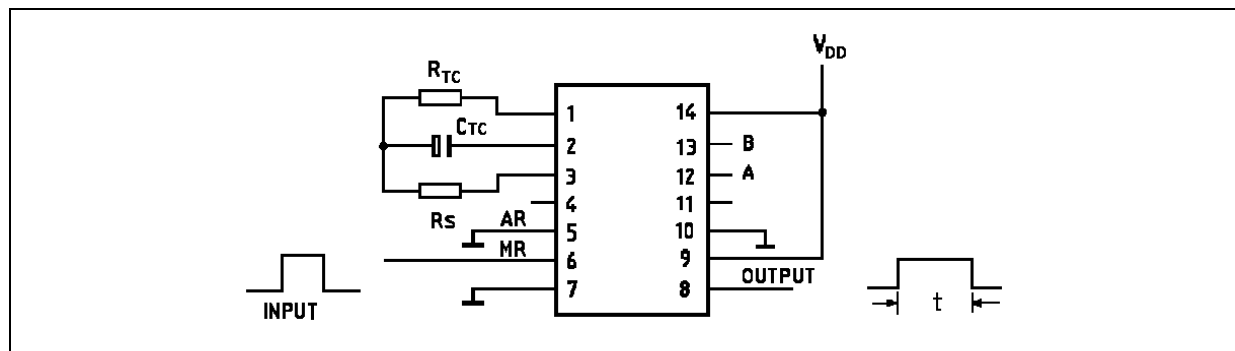 V_DD
R_TC
1 14
C_TC
2 13 B
3 12 A
R_S 4 11
AR 5 10
MR 6 9
OUTPUT
7 8
INPUT
t